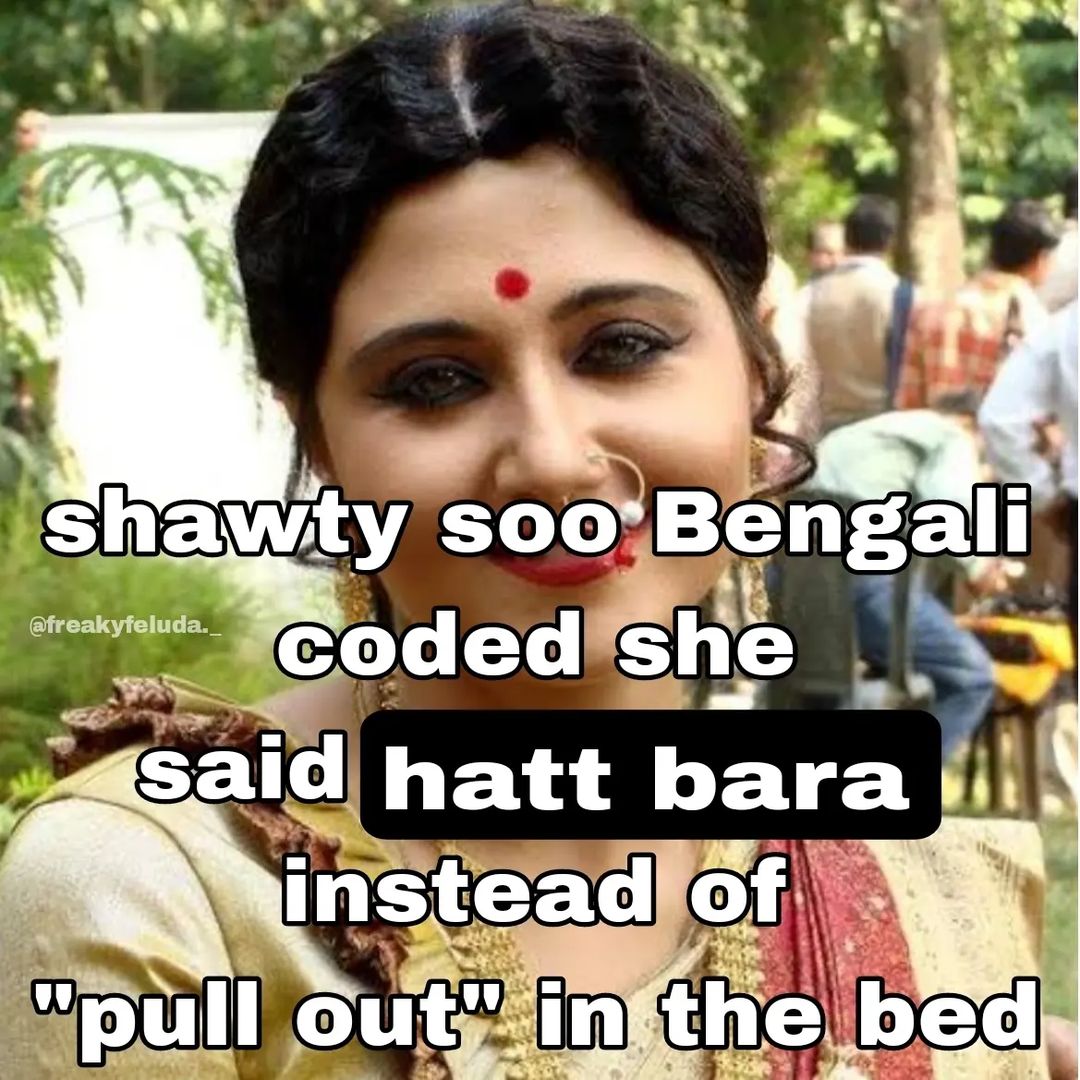 shawty soo Bengali
@freakyfeluda._
coded she
said hatt bara
instead of
"pull out" in the bed